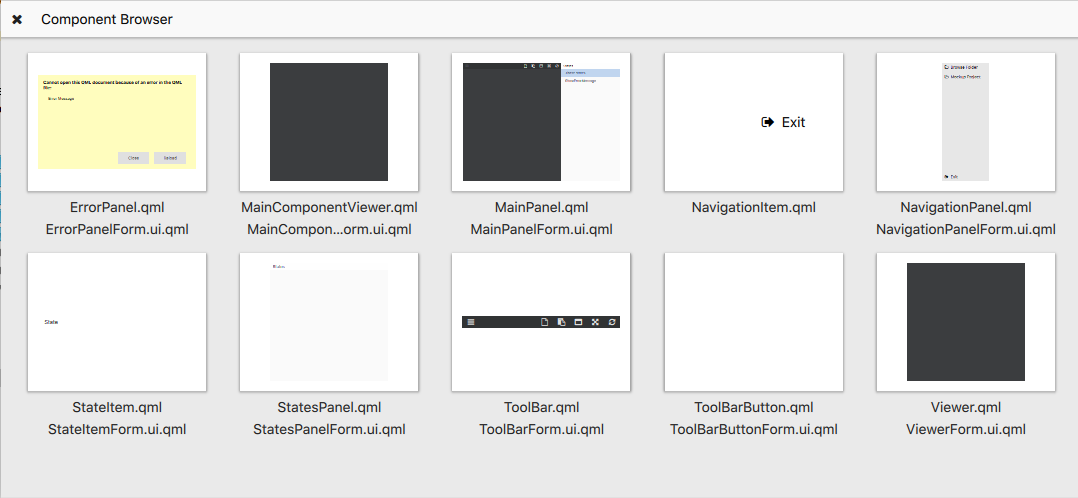 Component Browser
Cannot open this QML document because of an error in the QML
file:
Error Message
Close
Reload
States
Exit
Browse Folder
Mockup Project
Exit
ErrorPanel.qml
MainComponentViewer.qml
MainPanel.qml
NavigationItem.qml
NavigationPanel.qml
ErrorPanelForm.ui.qml
MainCompon...orm.ui.qml
MainPanelForm.ui.qml
NavigationPanelForm.ui.qml
State
States
StateItem.qml
StatesPanel.qml
ToolBar.qml
ToolBarButton.qml
Viewer.qml
StateItemForm.ui.qml
StatesPanelForm.ui.qml
ToolBarForm.ui.qml
ToolBarButtonForm.ui.qml
ViewerForm.ui.qml